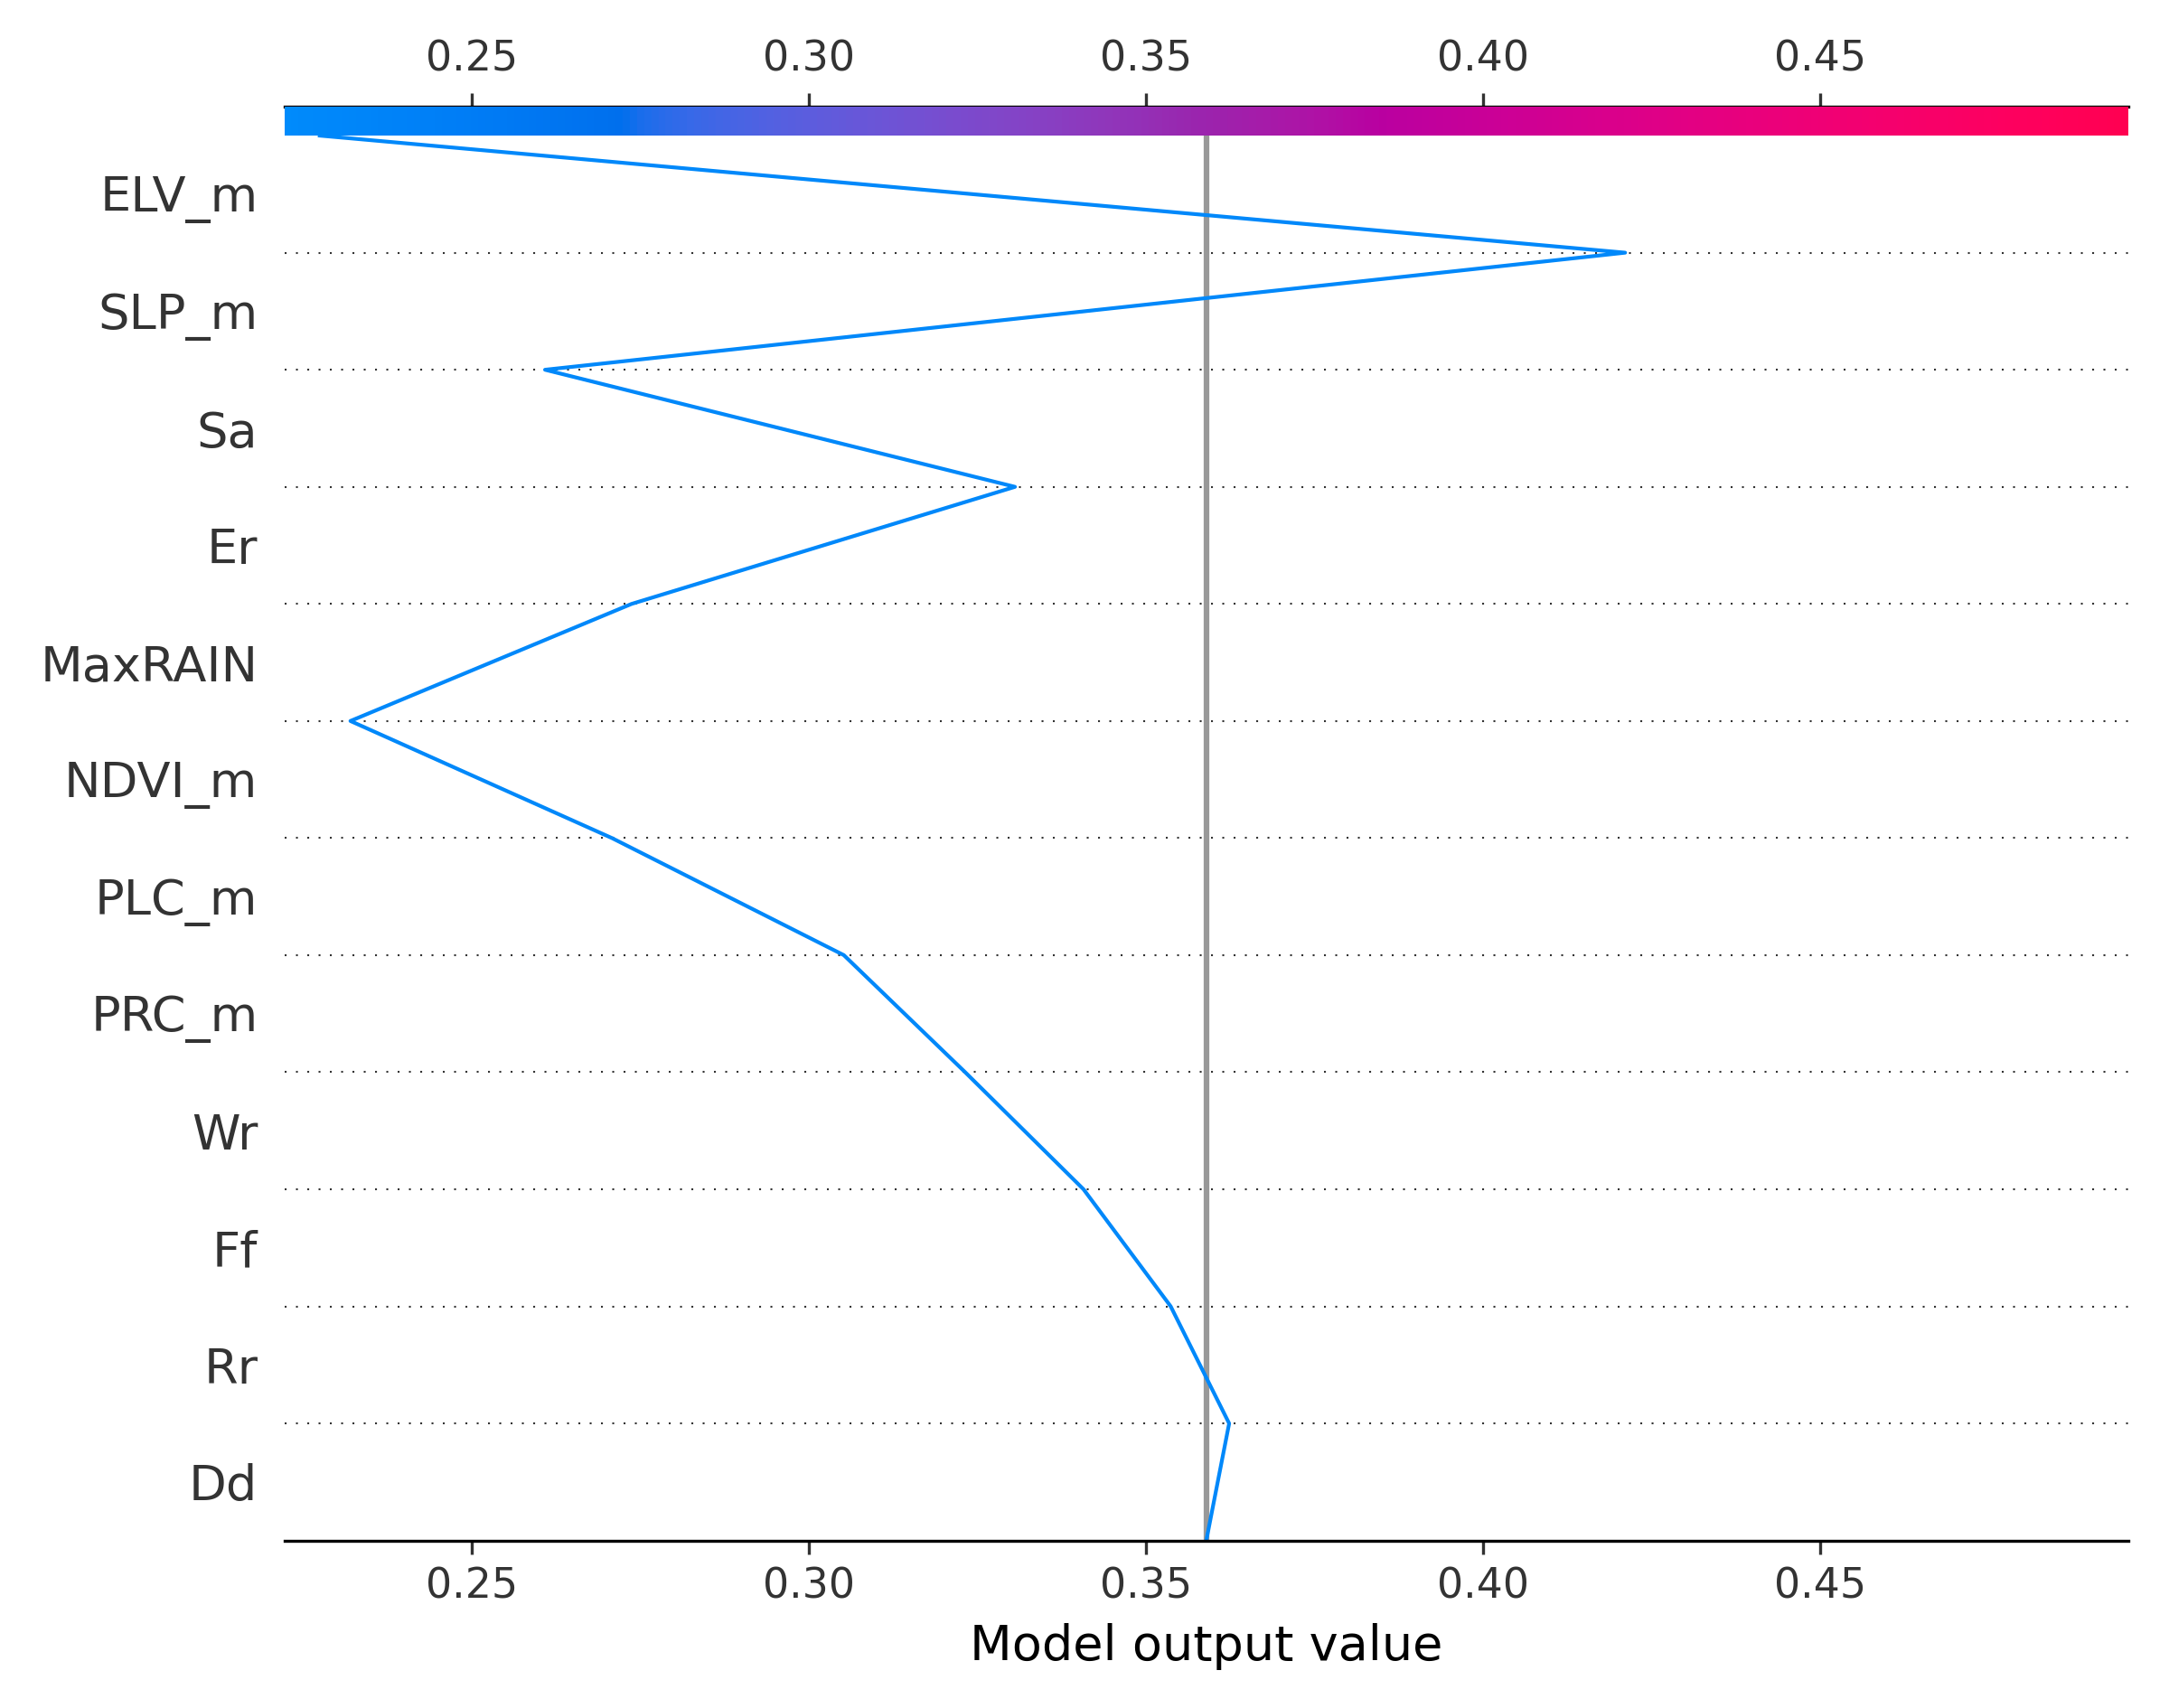 0.25 0.30 0.35 0.40 0.45
ELV_m
SLP_m
Sa
Er
MaxRAIN
NDVI_m
PLC_m
PRC_m
Wr
Ff
Rr
Dd
0.25 0.30 0.35 0.40 0.45
Model output value